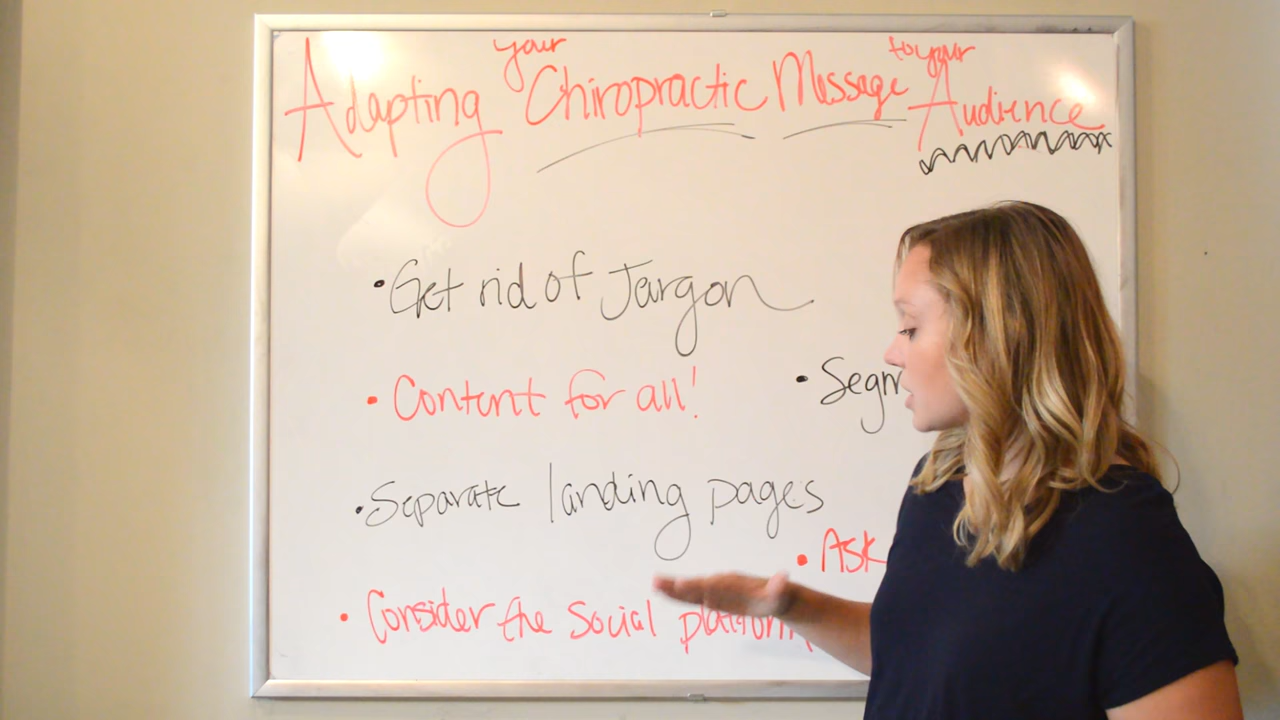 Adapting your Chiropractic Message to your Audience
• Get rid of Jargon
• Content for all!
• Separate landing pages
• Consider the social platform
• Segm
• Ask